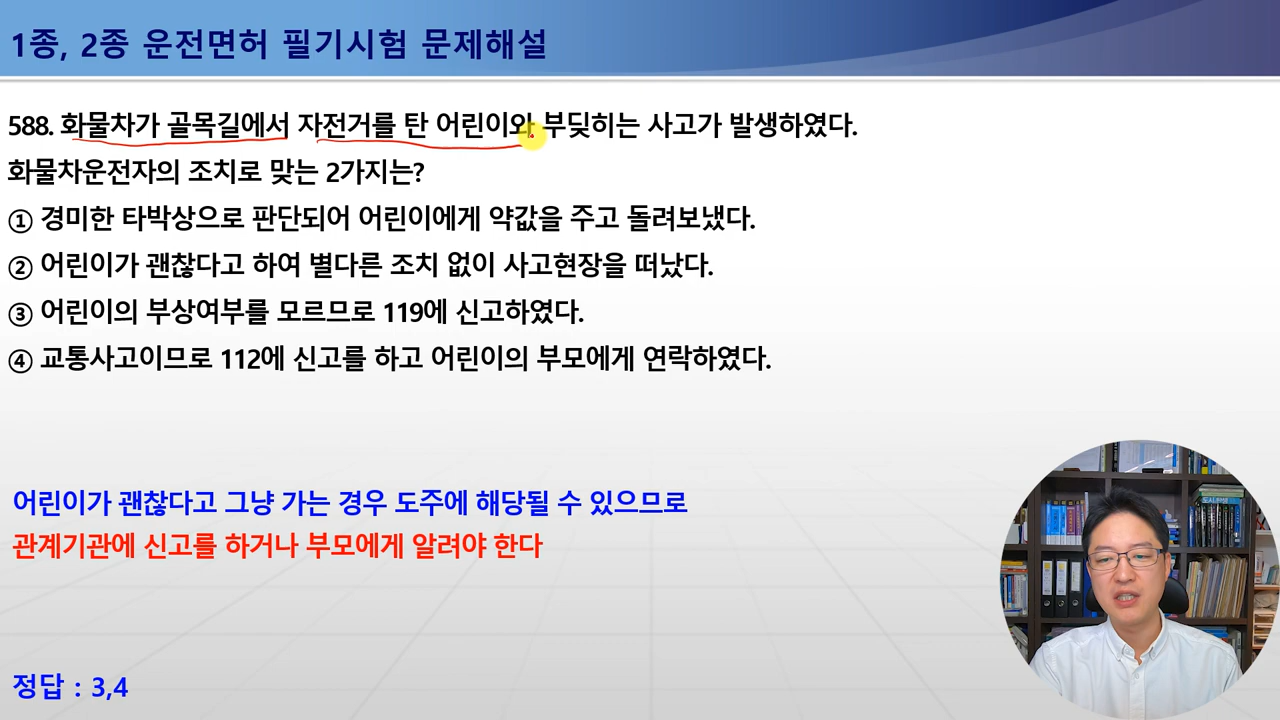 1종, 2종 운전면허 필기시험 문제해설
588. 화물차가 골목길에서 자전거를 탄 어린이와 부딪히는 사고가 발생하였다.
화물차운전자의 조치로 맞는 2가지는?
① 경미한 타박상으로 판단되어 어린이에게 약값을 주고 돌려보냈다.
② 어린이가 괜찮다고 하여 별다른 조치 없이 사고현장을 떠났다.
③ 어린이의 부상여부를 모르므로 119에 신고하였다.
④ 교통사고이므로 112에 신고를 하고 어린이의 부모에게 연락하였다.
어린이가 괜찮다고 그냥 가는 경우 도주에 해당될 수 있으므로
관계기관에 신고를 하거나 부모에게 알려야 한다
정답 : 3,4